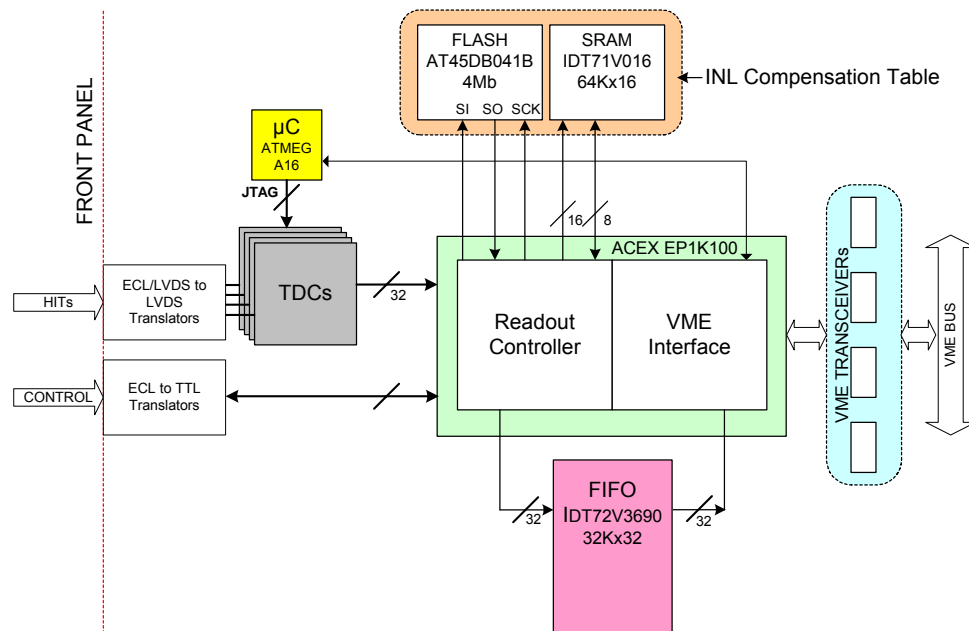 FLASH
AT45DB041B
4Mb
SI SO SCK
SRAM
IDT71V016
64Kx16
INL Compensation Table
FRONT PANEL
µC
ATMEG
A16
JTAG
16
8
ACEX EP1K100
HITs
ECL/LVDS to
LVDS
Translators
TDCs
32
Readout
Controller
VME
Interface
VME TRANSCEIVERs
VME BUS
CONTROL
ECL to TTL
Translators
32
FIFO
IDT72V3690
32Kx32
32